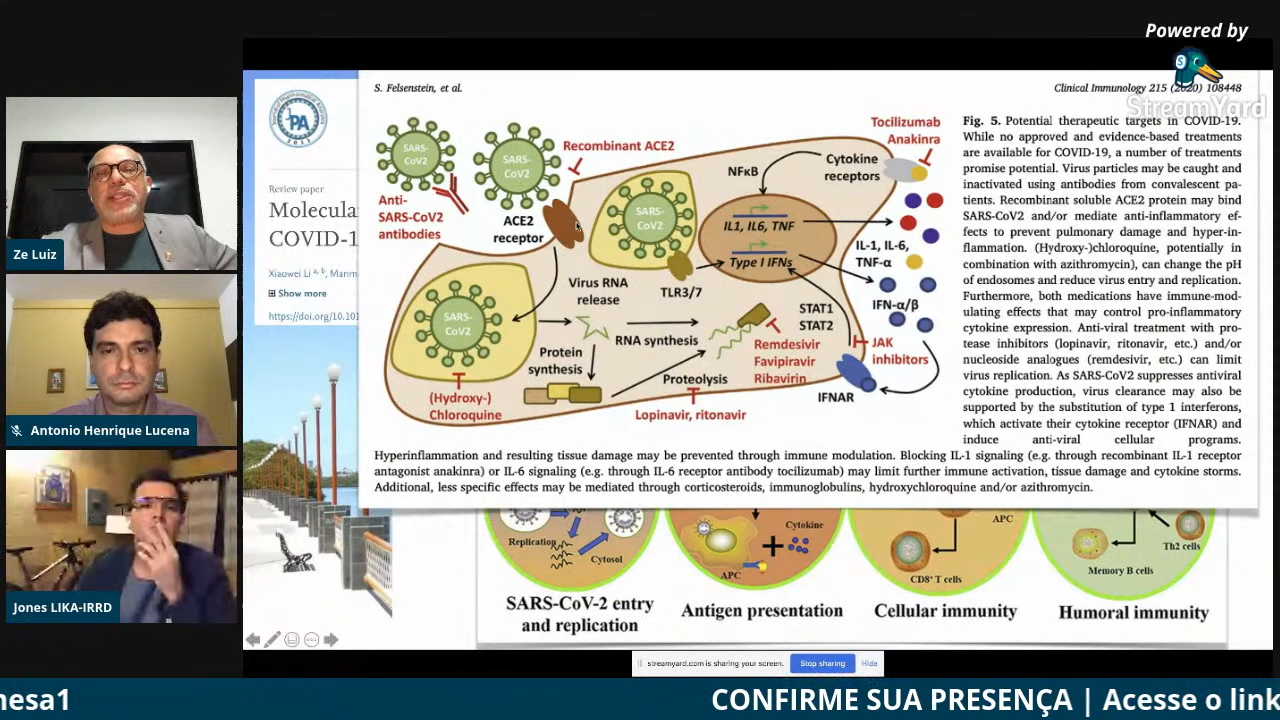 Powered by
StreamYard
Ze Luiz
Antonio Henrique Lucena
Jones LIKA-IRRD
PA
Review paper
Molecula
COVID-1
Xiaowei Li a, b, Manm
Show more
https://doi.org/10.101
S. Felsenstein, et al.
Clinical Immunology 215 (2020) 108448
SARS-
CoV2
SARS-
CoV2
Recombinant ACE2
Anti-
SARS-CoV2
antibodies
ACE2
receptor
SARS-
CoV2
NFκB
Cytokine
receptors
Tocilizumab
Anakinra
IL1, IL6, TNF
Type I IFNs
IL-1, IL-6,
TNF-α
IFN-α/β
TLR3/7
Virus RNA
release
SARS-
CoV2
RNA synthesis
STAT1
STAT2
JAK
inhibitors
Remdesivir
Favipiravir
Ribavirin
Protein
synthesis
Proteolysis
IFNAR
(Hydroxy-)
Chloroquine
Lopinavir, ritonavir
Fig. 5. Potential therapeutic targets in COVID-19.
While no approved and evidence-based treatments
are available for COVID-19, a number of treatments
promise potential. Virus particles may be caught and
inactivated using antibodies from convalescent pa-
tients. Recombinant soluble ACE2 protein may bind
SARS-CoV2 and/or mediate anti-inflammatory ef-
fects to prevent pulmonary damage and hyper-in-
flammation. (Hydroxy-)chloroquine, potentially in
combination with azithromycin), can change the pH
of endosomes and reduce virus entry and replication.
Furthermore, both medications have immune-mod-
ulating effects that may control pro-inflammatory
cytokine expression. Anti-viral treatment with pro-
tease inhibitors (lopinavir, ritonavir, etc.) and/or
nucleoside analogues (remdesivir, etc.) can limit
virus replication. As SARS-CoV2 suppresses antiviral
cytokine production, virus clearance may also be
supported by the substitution of type 1 interferons,
which activate their cytokine receptor (IFNAR) and
induce anti-viral cellular programs.
Hyperinflammation and resulting tissue damage may be prevented through immune modulation. Blocking IL-1 signaling (e.g. through recombinant IL-1 receptor
antagonist anakinra) or IL-6 signaling (e.g. through IL-6 receptor antibody tocilizumab) may limit further immune activation, tissue damage and cytokine storms.
Additional, less specific effects may be mediated through corticosteroids, immunoglobulins, hydroxychloroquine and/or azithromycin.
Replication
Cytosol
Cytokine
APC
APC
CD8+ T cells
Th2 cells
Memory B cells
SARS-CoV-2 entry
and replication
Antigen presentation
Cellular immunity
Humoral immunity
streamyard.com is sharing your screen.
Stop sharing
Hide
nesa1
CONFIRME SUA PRESENÇA | Acesse o link